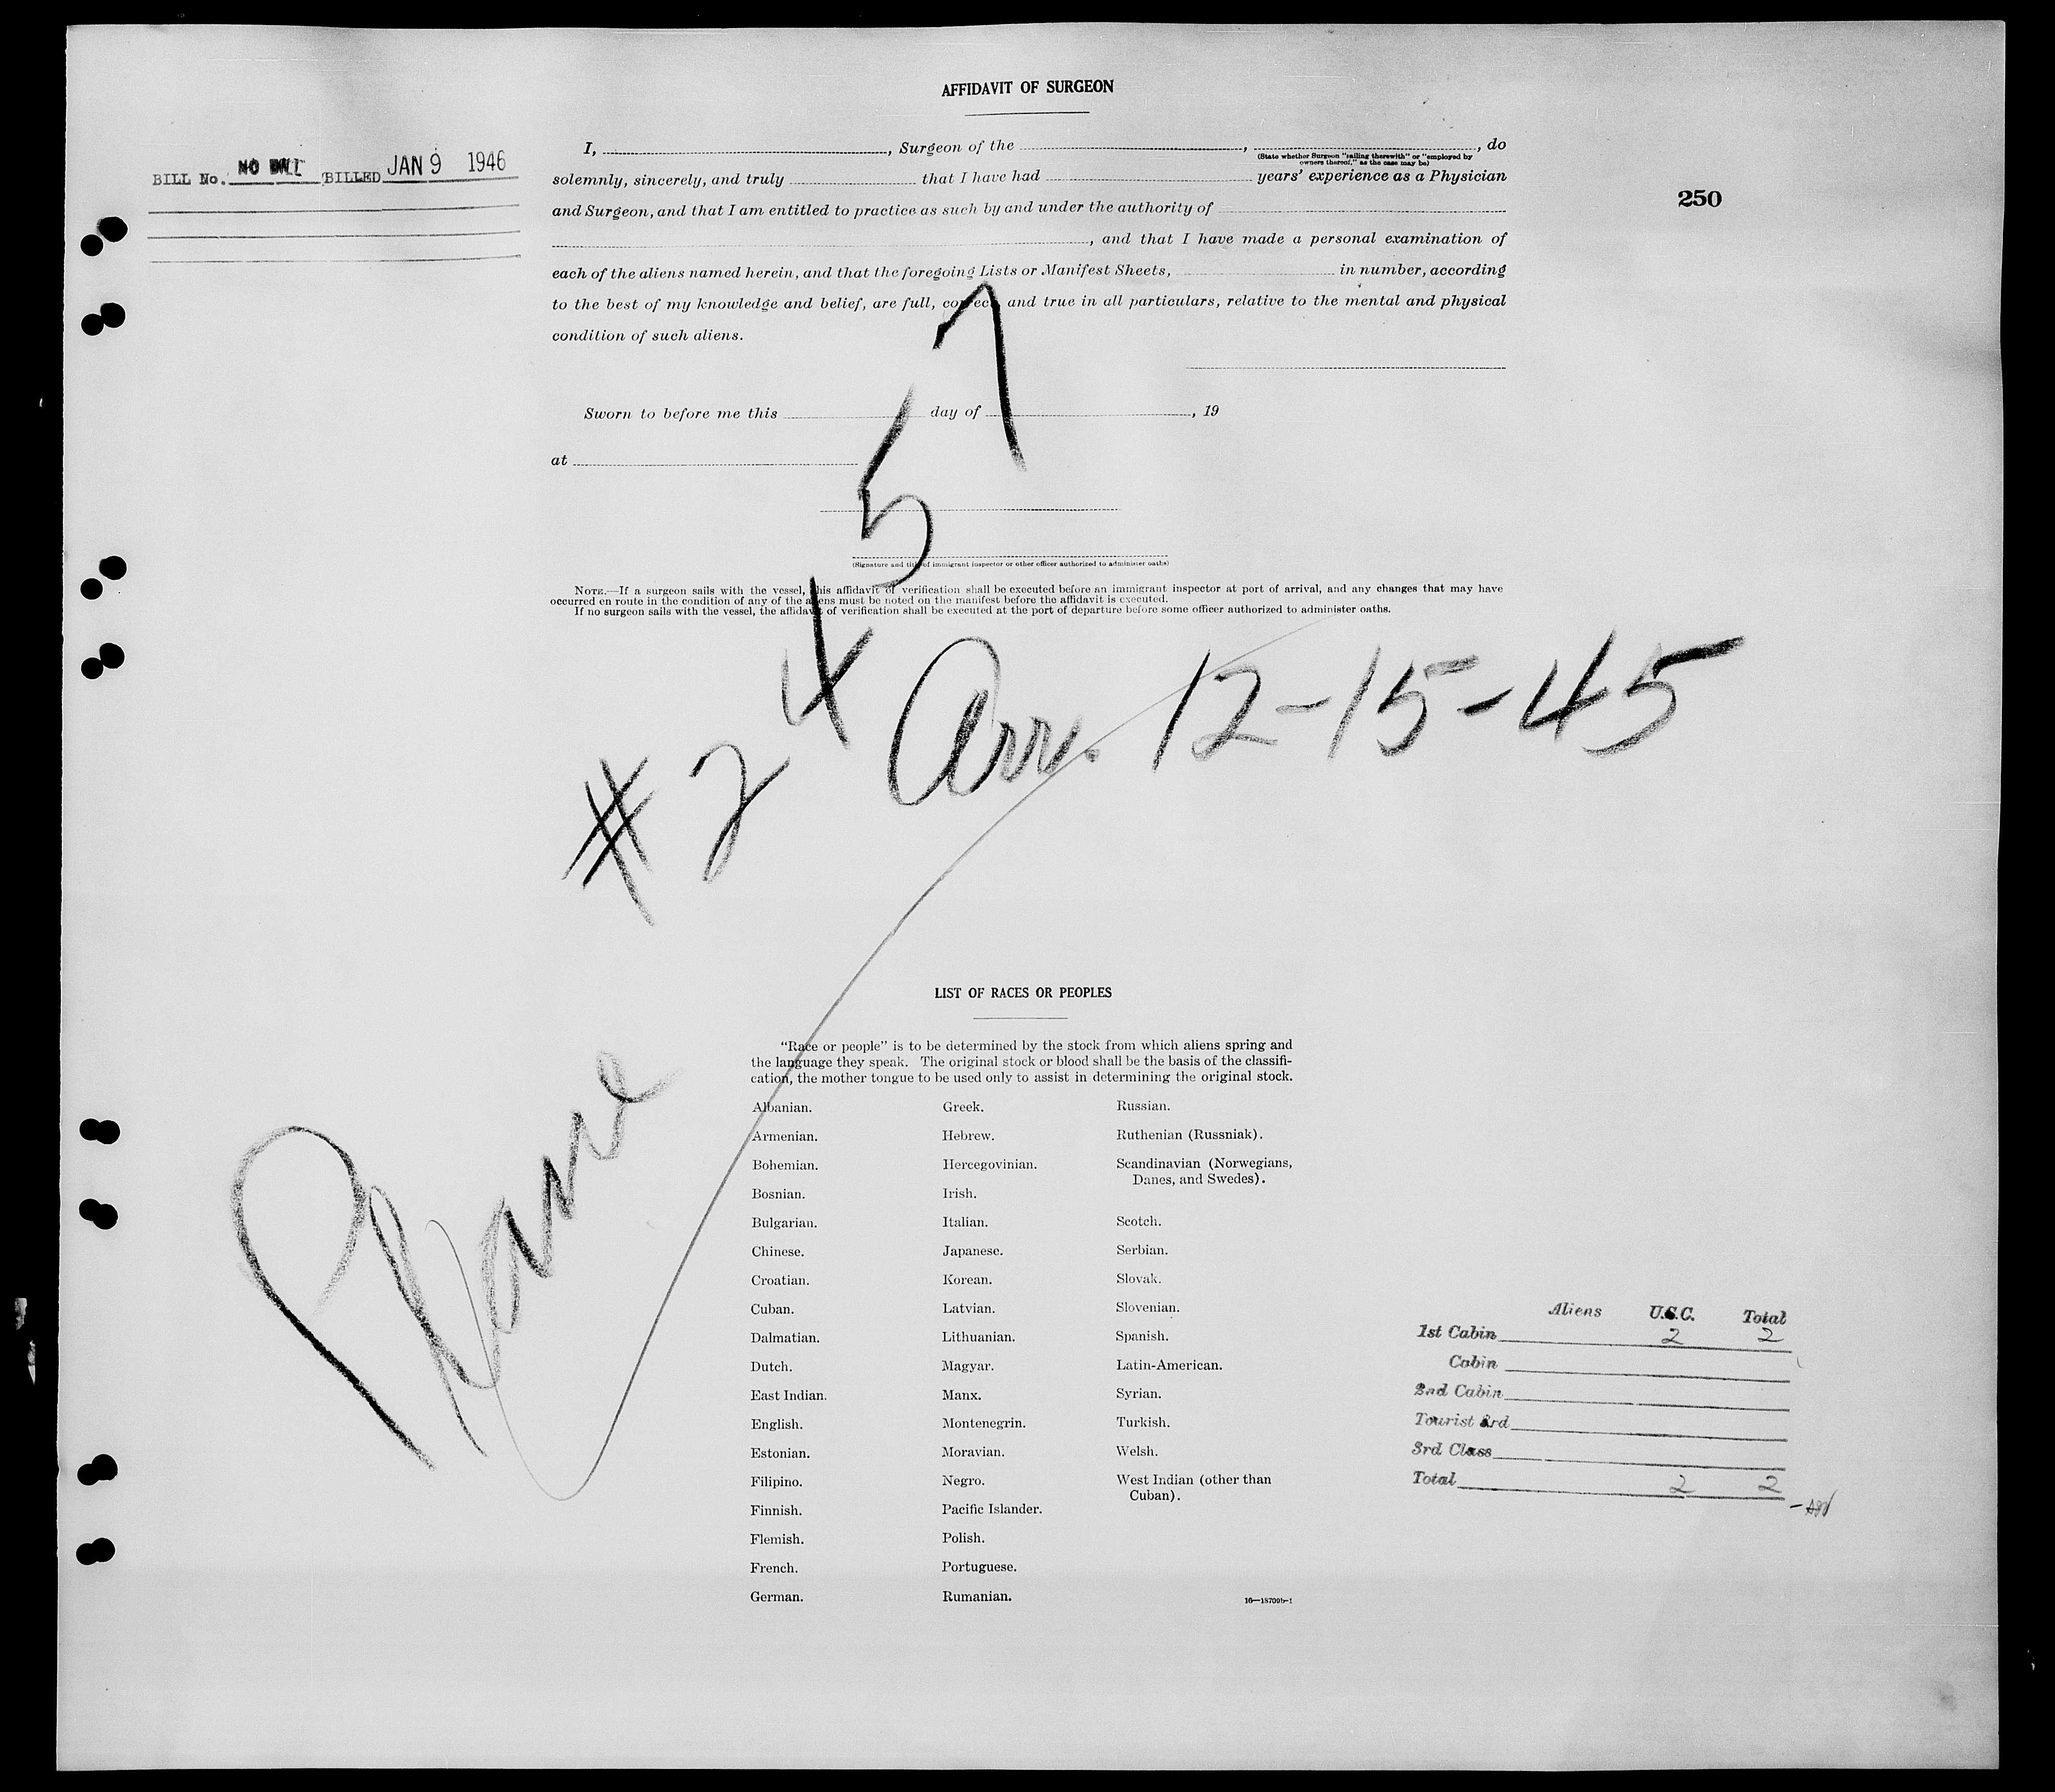 AFFIDAVIT OF SURGEON
BILL No. NO BILL BILLED JAN 9 1946
250
I, , Surgeon of the , , do
(State whether Surgeon "sailing therewith" or "employed by
owners thereof," as the case may be)
solemnly, sincerely, and truly that I have had years' experience as a Physician
and Surgeon, and that I am entitled to practice as such by and under the authority of
, and that I have made a personal examination of
each of the aliens named herein, and that the foregoing Lists or Manifest Sheets, in number, according
to the best of my knowledge and belief, are full, correct, and true in all particulars, relative to the mental and physical
condition of such aliens.
Sworn to before me this day of , 19
at
(Signature and title of immigrant inspector or other officer authorized to administer oaths)
NOTE.—If a surgeon sails with the vessel, this affidavit of verification shall be executed before an immigrant inspector at port of arrival, and any changes that may have
occurred en route in the condition of any of the aliens must be noted on the manifest before the affidavit is executed.
If no surgeon sails with the vessel, the affidavit of verification shall be executed at the port of departure before some officer authorized to administer oaths.
# 2457
Arr. 12-15-45
Plane
LIST OF RACES OR PEOPLES
"Race or people" is to be determined by the stock from which aliens spring and
the language they speak. The original stock or blood shall be the basis of the classifi-
cation, the mother tongue to be used only to assist in determining the original stock.
Albanian.
Armenian.
Bohemian.
Bosnian.
Bulgarian.
Chinese.
Croatian.
Cuban.
Dalmatian.
Dutch.
East Indian.
English.
Estonian.
Filipino.
Finnish.
Flemish.
French.
German.
Greek.
Hebrew.
Hercegovinian.
Irish.
Italian.
Japanese.
Korean.
Latvian.
Lithuanian.
Magyar.
Manx.
Montenegrin.
Moravian.
Negro.
Pacific Islander.
Polish.
Portuguese.
Rumanian.
Russian.
Ruthenian (Russniak).
Scandinavian (Norwegians,
Danes, and Swedes).
Scotch.
Serbian.
Slovak.
Slovenian.
Spanish.
Latin-American.
Syrian.
Turkish.
Welsh.
West Indian (other than
Cuban).
16—18709b-1
Aliens U.S.C. Total
1st Cabin 2 2
Cabin
2nd Cabin
Tourist 3rd
3rd Class
Total 2 2